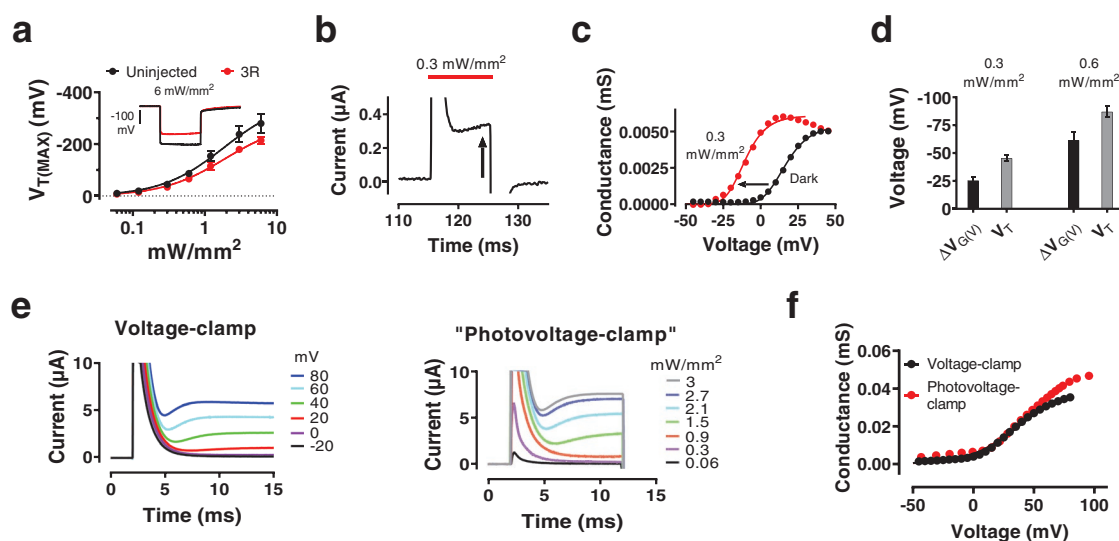 a
Uninjected
3R
6 mW/mm²
-100
mV
V_T(MAX) (mV)
-400
-200
0
0.1
1
10
mW/mm²
b
0.3 mW/mm²
Current (µA)
0.4
0.2
0.0
110
120
130
Time (ms)
c
Conductance (mS)
0.0050
0.0025
0.0000
0.3
mW/mm²
Dark
-50
-25
0
25
50
Voltage (mV)
d
0.3
mW/mm²
0.6
mW/mm²
Voltage (mV)
-100
-75
-50
-25
0
ΔV_G(V)
V_T
ΔV_G(V)
V_T
e
Voltage-clamp
Current (µA)
10
5
0
0
5
10
15
Time (ms)
mV
80
60
40
20
0
-20
"Photovoltage-clamp"
Current (µA)
10
5
0
0
5
10
15
Time (ms)
mW/mm²
3
2.7
2.1
1.5
0.9
0.3
0.06
f
Conductance (mS)
0.06
0.04
0.02
0.00
Voltage-clamp
Photovoltage-
clamp
-50
0
50
100
Voltage (mV)